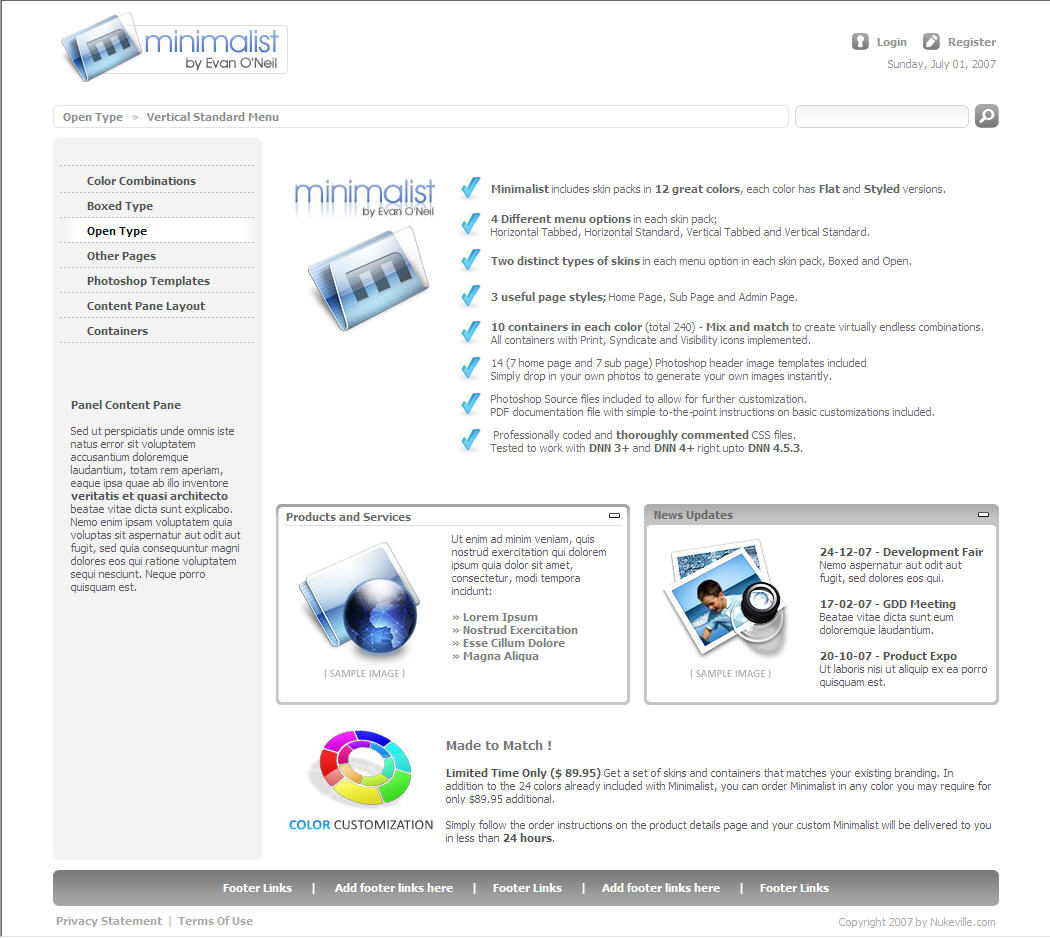 minimalist
by Evan O'Neil
Login Register
Sunday, July 01, 2007
Open Type » Vertical Standard Menu
Color Combinations
Boxed Type
Open Type
Other Pages
Photoshop Templates
Content Pane Layout
Containers
Panel Content Pane
Sed ut perspiciatis unde omnis iste
natus error sit voluptatem
accusantium doloremque
laudantium, totam rem aperiam,
eaque ipsa quae ab illo inventore
veritatis et quasi architecto
beatae vitae dicta sunt explicabo.
Nemo enim ipsam voluptatem quia
voluptas sit aspernatur aut odit aut
fugit, sed quia consequuntur magni
dolores eos qui ratione voluptatem
sequi nesciunt. Neque porro
quisquam est.
minimalist
by Evan O'Neil
m
Minimalist includes skin packs in 12 great colors, each color has Flat and Styled versions.
4 Different menu options in each skin pack;
Horizontal Tabbed, Horizontal Standard, Vertical Tabbed and Vertical Standard.
Two distinct types of skins in each menu option in each skin pack, Boxed and Open.
3 useful page styles; Home Page, Sub Page and Admin Page.
10 containers in each color (total 240) - Mix and match to create virtually endless combinations.
All containers with Print, Syndicate and Visibility icons implemented.
14 (7 home page and 7 sub page) Photoshop header image templates included
Simply drop in your own photos to generate your own images instantly.
Photoshop Source files included to allow for further customization.
PDF documentation file with simple to-the-point instructions on basic customizations included.
Professionally coded and thoroughly commented CSS files.
Tested to work with DNN 3+ and DNN 4+ right upto DNN 4.5.3.
Products and Services
Ut enim ad minim veniam, quis
nostrud exercitation qui dolorem
ipsum quia dolor sit amet,
consectetur, modi tempora
incidunt:
» Lorem Ipsum
» Nostrud Exercitation
» Esse Cillum Dolore
» Magna Aliqua
( SAMPLE IMAGE )
News Updates
24-12-07 - Development Fair
Nemo aspernatur aut odit aut
fugit, sed dolores eos qui.
17-02-07 - GDD Meeting
Beatae vitae dicta sunt eum
doloremque laudantium.
20-10-07 - Product Expo
Ut laboris nisi ut aliquip ex ea porro
quisquam est.
( SAMPLE IMAGE )
COLOR CUSTOMIZATION
Made to Match !
Limited Time Only ($ 89.95) Get a set of skins and containers that matches your existing branding. In
addition to the 24 colors already included with Minimalist, you can order Minimalist in any color you may require for
only $89.95 additional.
Simply follow the order instructions on the product details page and your custom Minimalist will be delivered to you
in less than 24 hours.
Footer Links | Add footer links here | Footer Links | Add footer links here | Footer Links
Privacy Statement | Terms Of Use
Copyright 2007 by Nukeville.com